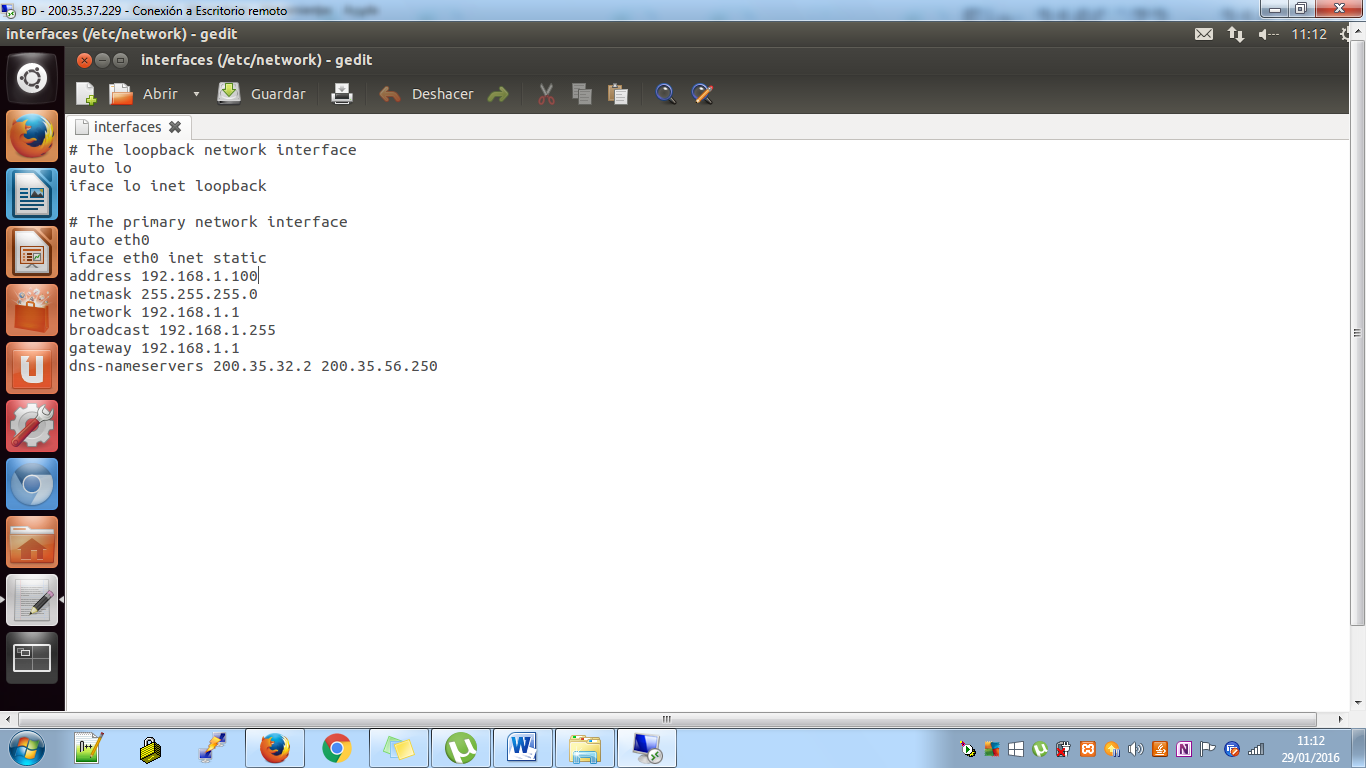 BD - 200.35.37.229 - Conexión a Escritorio remoto
interfaces (/etc/network) - gedit
11:12
interfaces (/etc/network) - gedit
Abrir
Guardar
Deshacer
interfaces
# The loopback network interface
auto lo
iface lo inet loopback
# The primary network interface
auto eth0
iface eth0 inet static
address 192.168.1.100
netmask 255.255.255.0
network 192.168.1.1
broadcast 192.168.1.255
gateway 192.168.1.1
dns-nameservers 200.35.32.2 200.35.56.250
11:12
29/01/2016